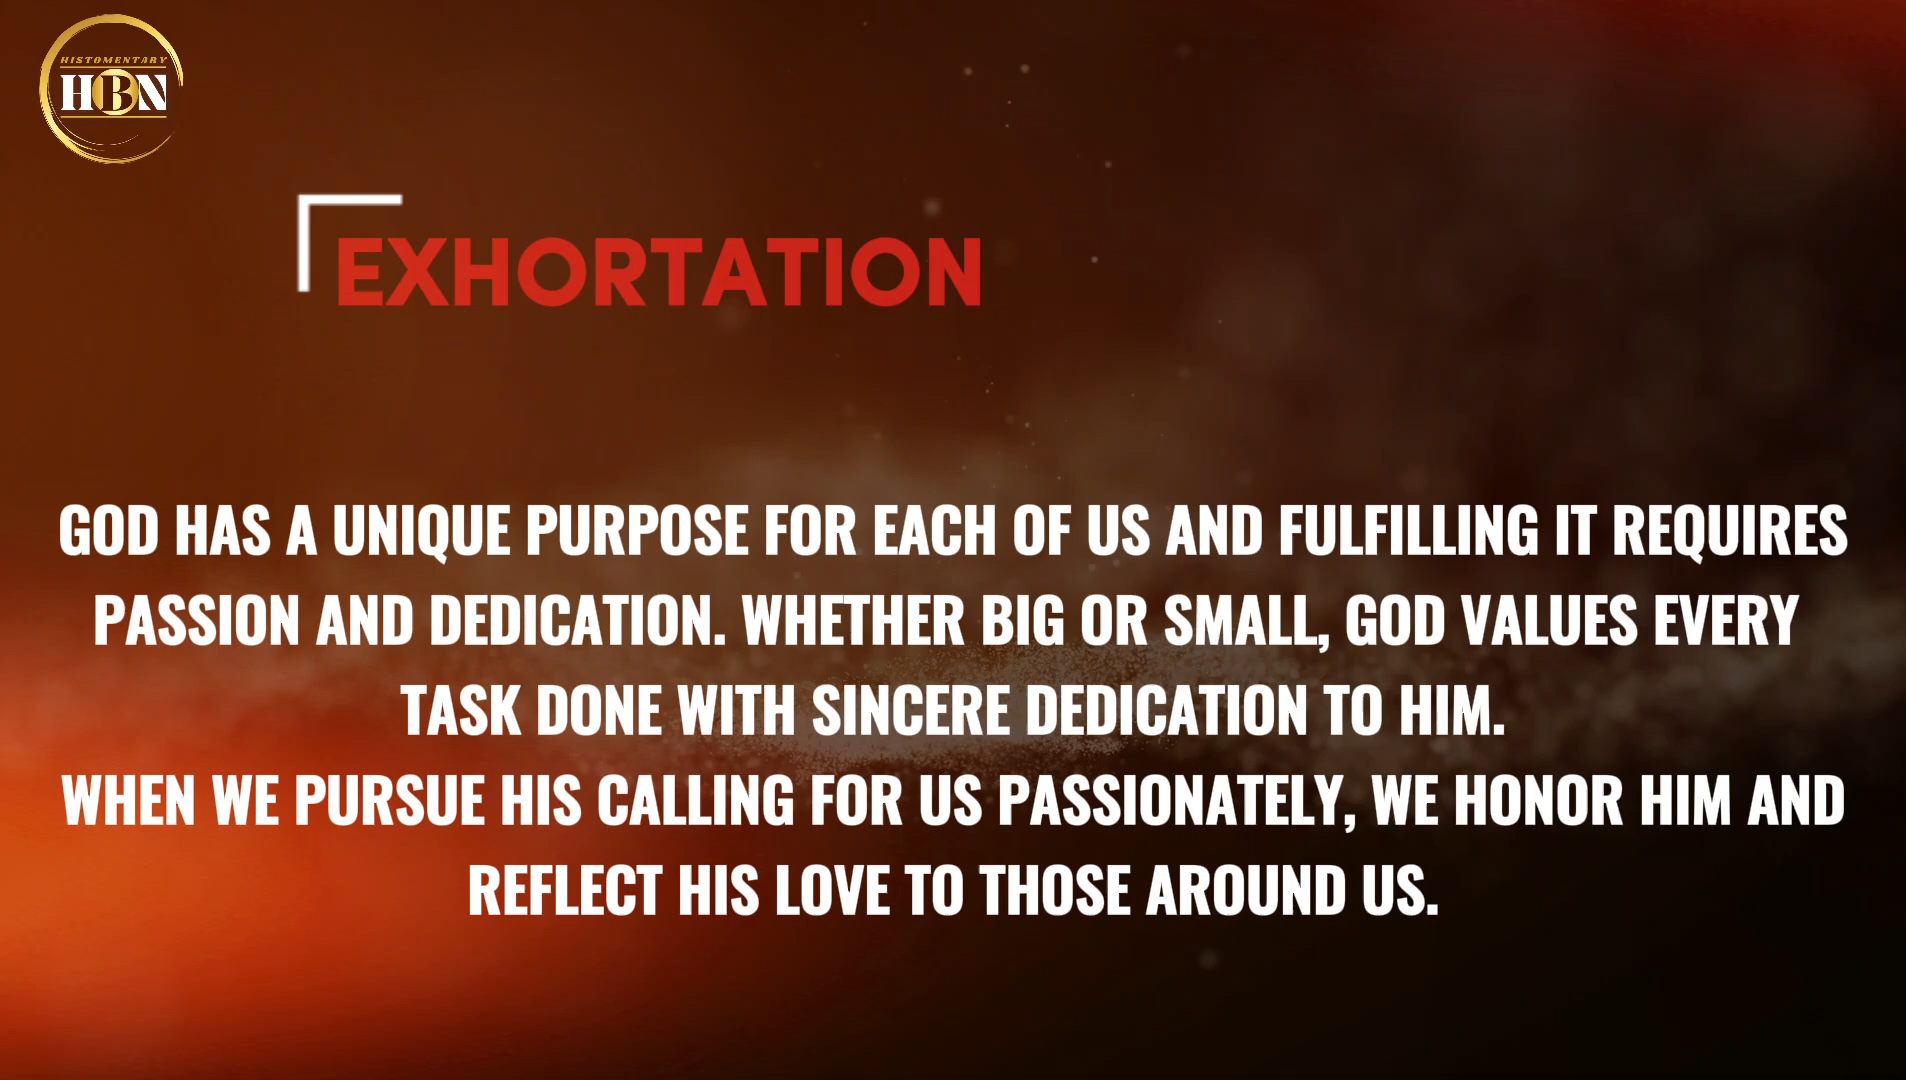 HISTOMENTARY
HBN
EXHORTATION
GOD HAS A UNIQUE PURPOSE FOR EACH OF US AND FULFILLING IT REQUIRES
PASSION AND DEDICATION. WHETHER BIG OR SMALL, GOD VALUES EVERY
TASK DONE WITH SINCERE DEDICATION TO HIM.
WHEN WE PURSUE HIS CALLING FOR US PASSIONATELY, WE HONOR HIM AND
REFLECT HIS LOVE TO THOSE AROUND US.